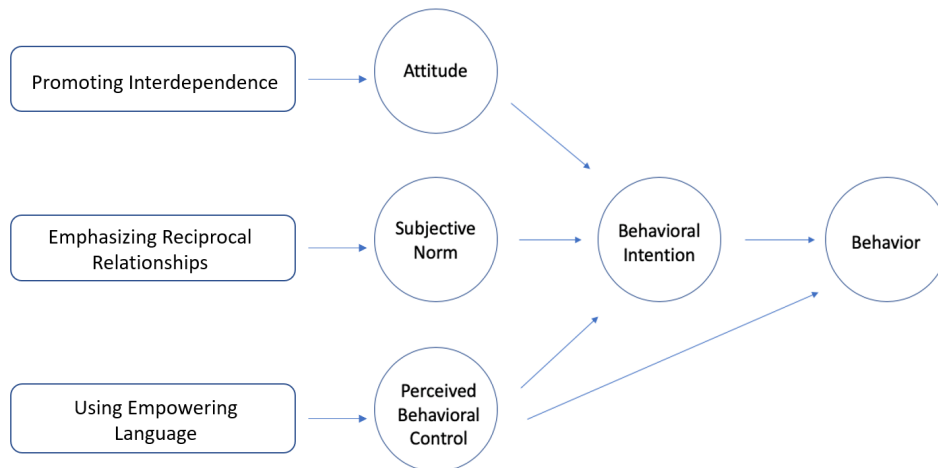 Promoting Interdependence
Attitude
Emphasizing Reciprocal
Relationships
Subjective
Norm
Behavioral
Intention
Behavior
Using Empowering
Language
Perceived
Behavioral
Control